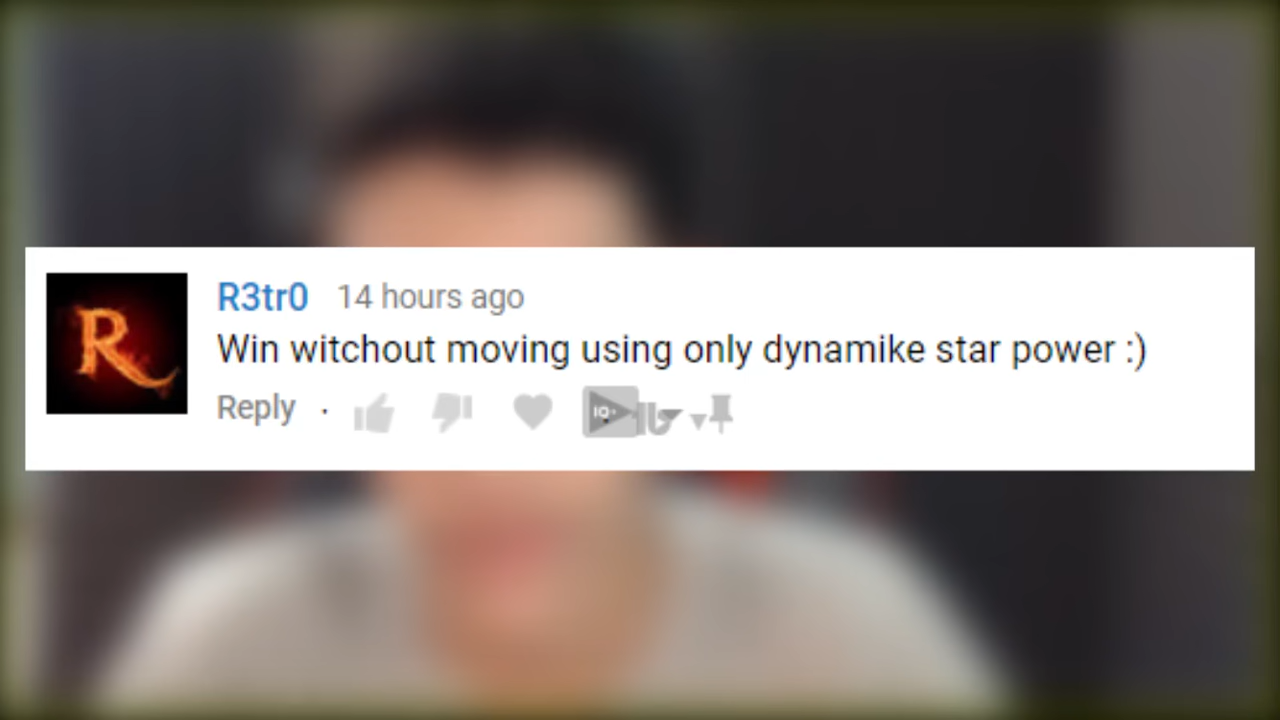 R
R3tr0 14 hours ago
Win witchout moving using only dynamike star power :)
Reply ·